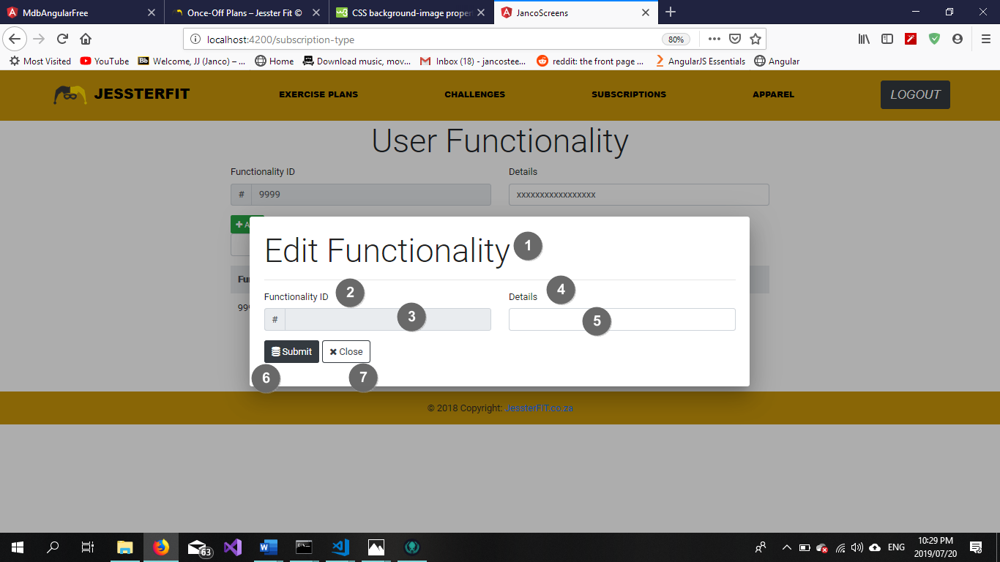 MdbAngularFree
Once-Off Plans – Jesster Fit ©
CSS background-image proper
JancoScreens
localhost:4200/subscription-type
80%
Most Visited
YouTube
Bb Welcome, JJ (Janco) – ...
Home
Download music, mov...
Inbox (18) - jancostee...
reddit: the front page ...
AngularJS Essentials
Angular
JESSTERFIT
EXERCISE PLANS
CHALLENGES
SUBSCRIPTIONS
APPAREL
LOGOUT
User Functionality
Functionality ID
Details
# 9999
xxxxxxxxxxxxxxxxx
+ A
Edit Functionality
1
Fu
Functionality ID
2
Details
4
999
#
3
5
Submit
Close
6
7
© 2018 Copyright: JessterFiT.co.za
63
ENG
10:29 PM
2019/07/20